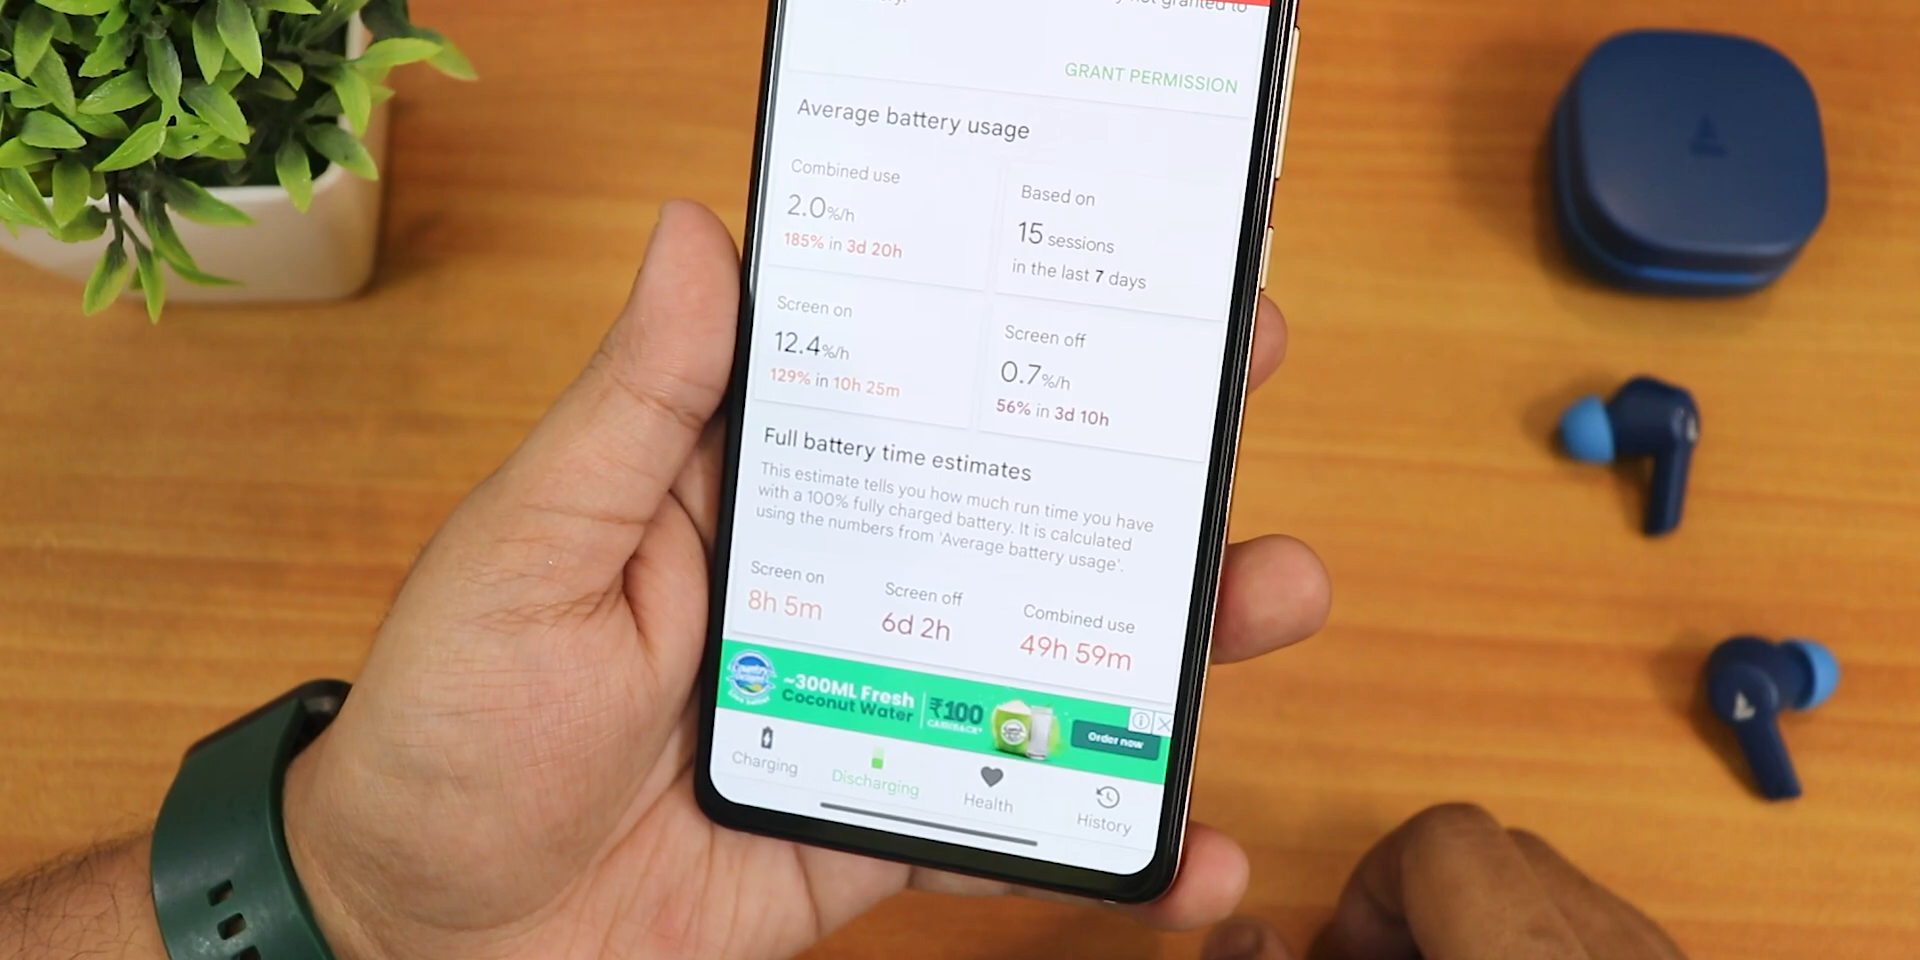 not granted to
GRANT PERMISSION
Average battery usage
Combined use
2.0%/h
185% in 3d 20h
Based on
15 sessions
in the last 7 days
Screen on
12.4%/h
129% in 10h 25m
Screen off
0.7%/h
56% in 3d 10h
Full battery time estimates
This estimate tells you how much run time you have
with a 100% fully charged battery. It is calculated
using the numbers from 'Average battery usage'.
Screen on
8h 5m
Screen off
6d 2h
Combined use
49h 59m
~300ML Fresh
Coconut Water
₹100
CASHBACK*
Order now
Charging
Discharging
Health
History